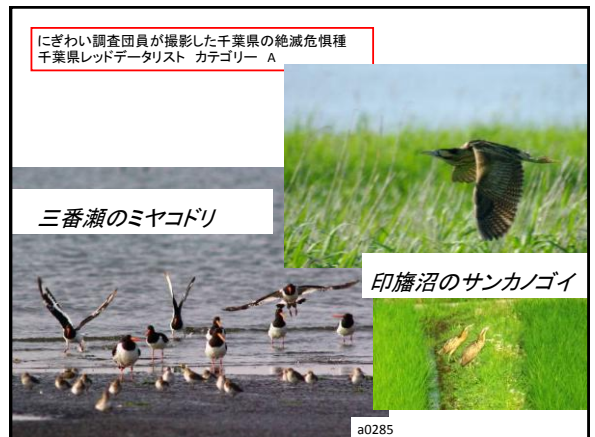 にぎわい調査団員が撮影した千葉県の絶滅危惧種
千葉県レッドデータリスト　カテゴリー　A
三番瀬のミヤコドリ
印旛沼のサンカノゴイ
a0285